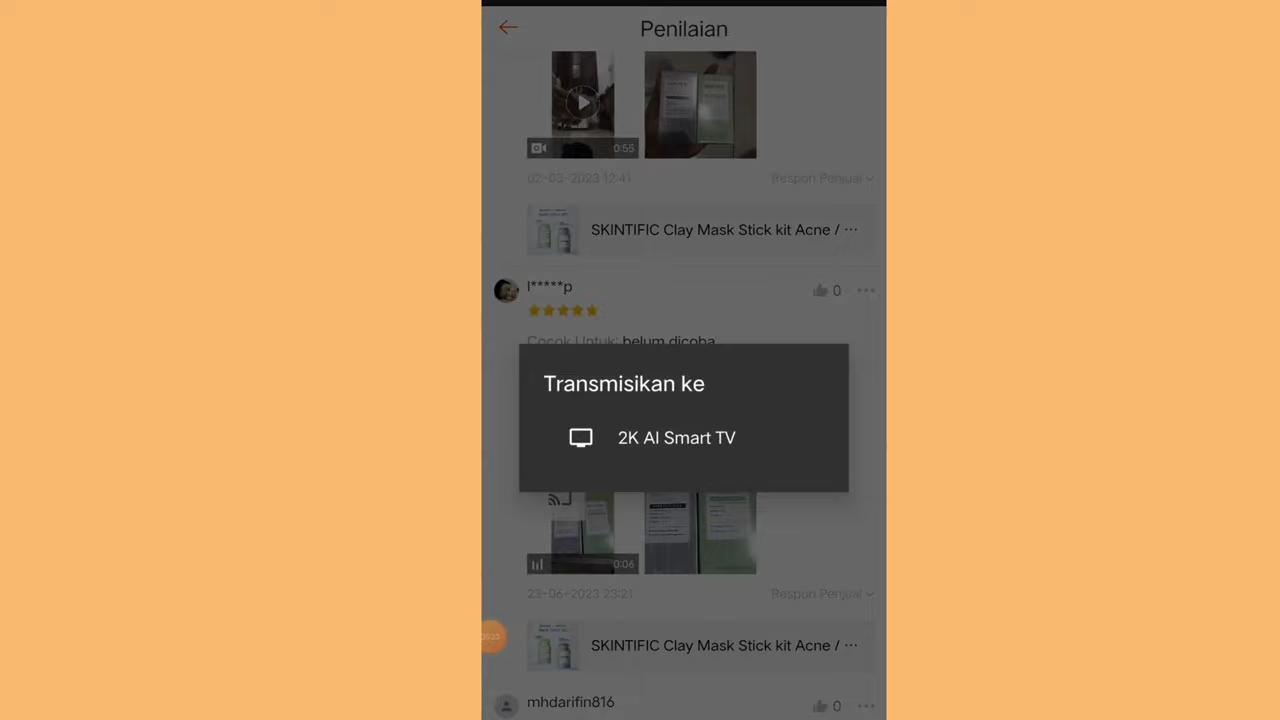 Penilaian
0:55
02-03-2023 12:41
Respon Penjual
SKINTIFIC Clay Mask Stick kit Acne / ...
l*****p
0
Cocok Untuk: belum dicoba
Transmisikan ke
2K AI Smart TV
0:06
23-06-2023 23:21
Respon Penjual
SKINTIFIC Clay Mask Stick kit Acne / ...
mhdarifin816
0